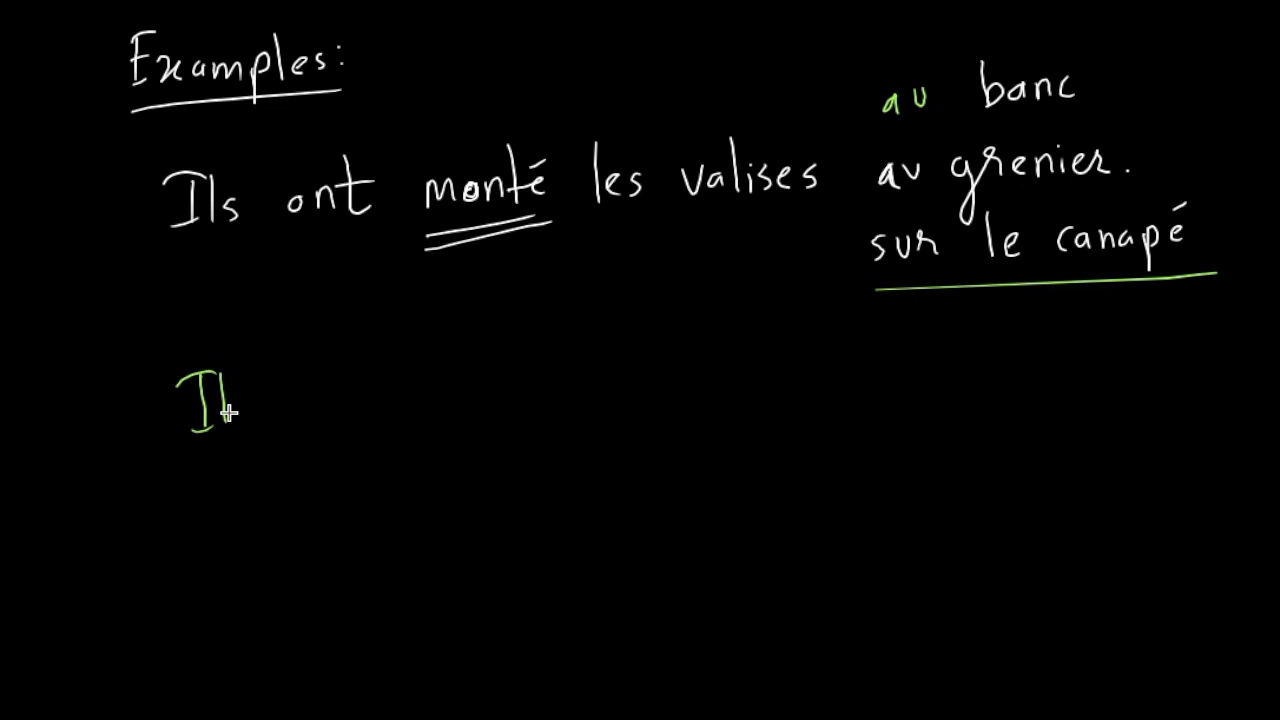 Examples:
au banc
Ils ont monté les valises au grenier.
sur le canapé
Il